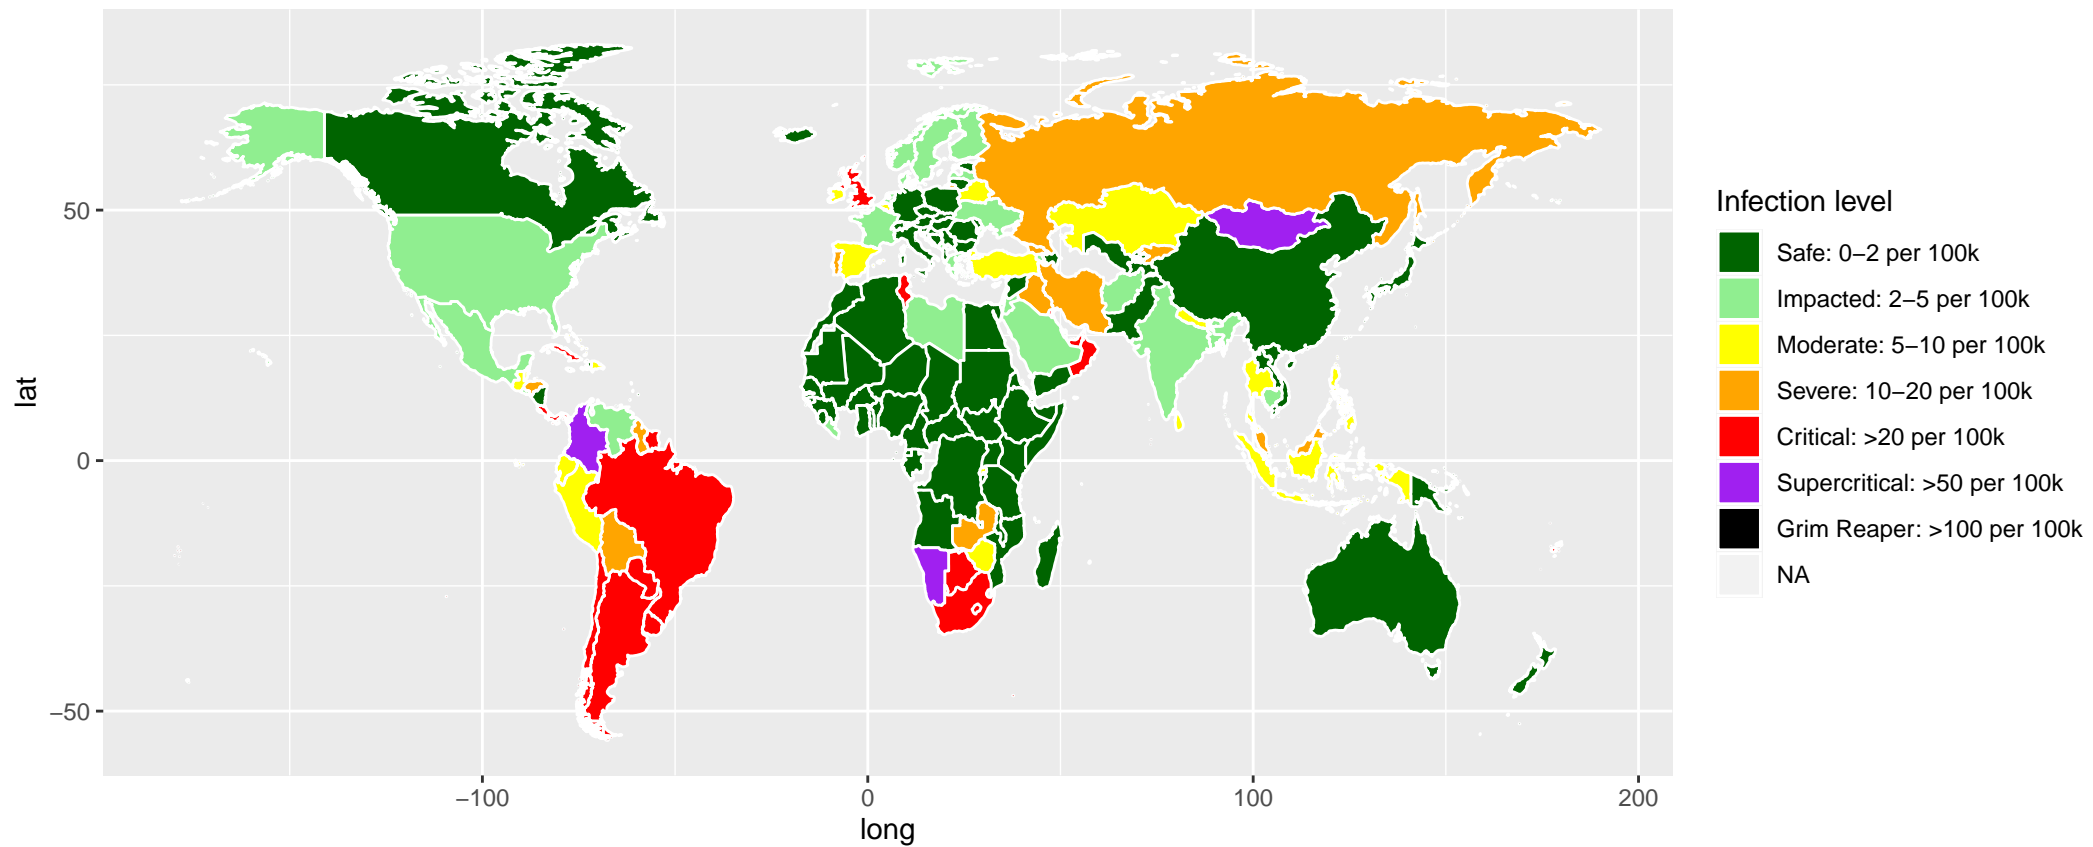 50
0
−50
lat
−100
0
100
200
long
Infection level
Safe: 0−2 per 100k
Impacted: 2−5 per 100k
Moderate: 5−10 per 100k
Severe: 10−20 per 100k
Critical: >20 per 100k
Supercritical: >50 per 100k
Grim Reaper: >100 per 100k
NA